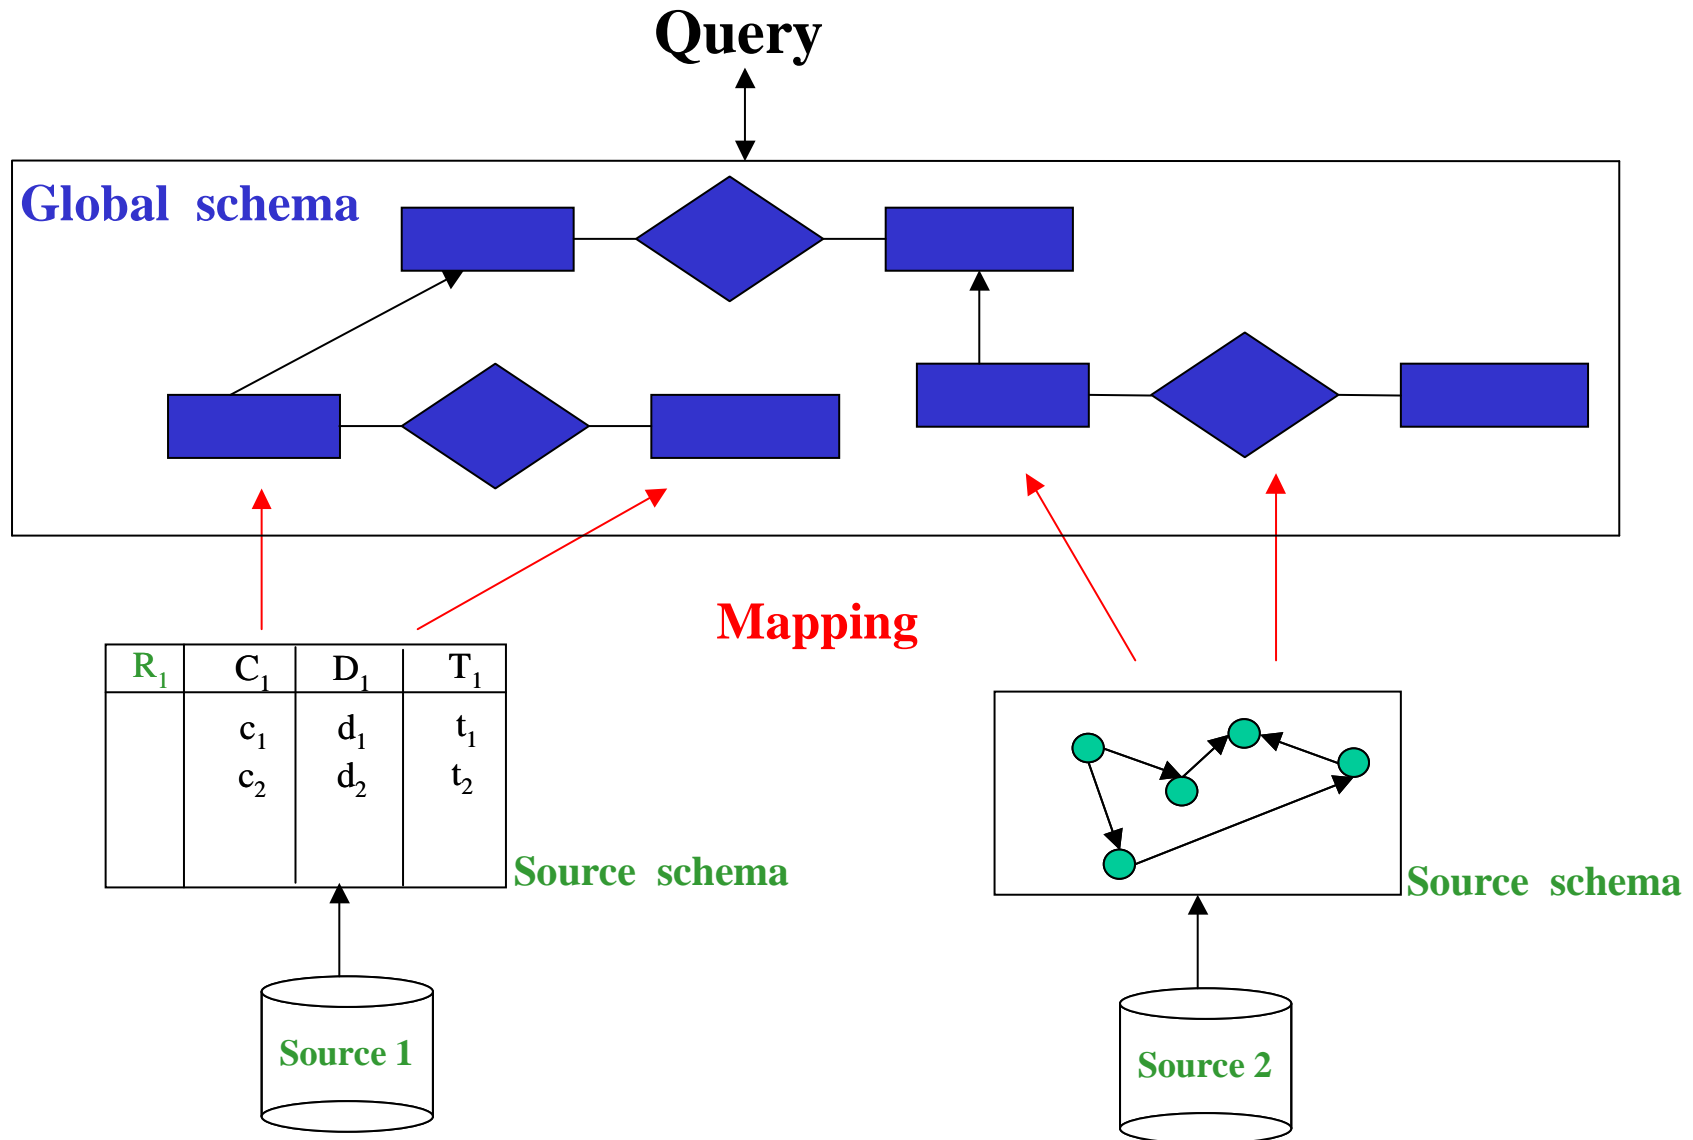 Query
Global schema
Mapping
R₁ C₁ D₁ T₁
c₁ d₁ t₁
c₂ d₂ t₂
Source schema
Source schema
Source 1
Source 2